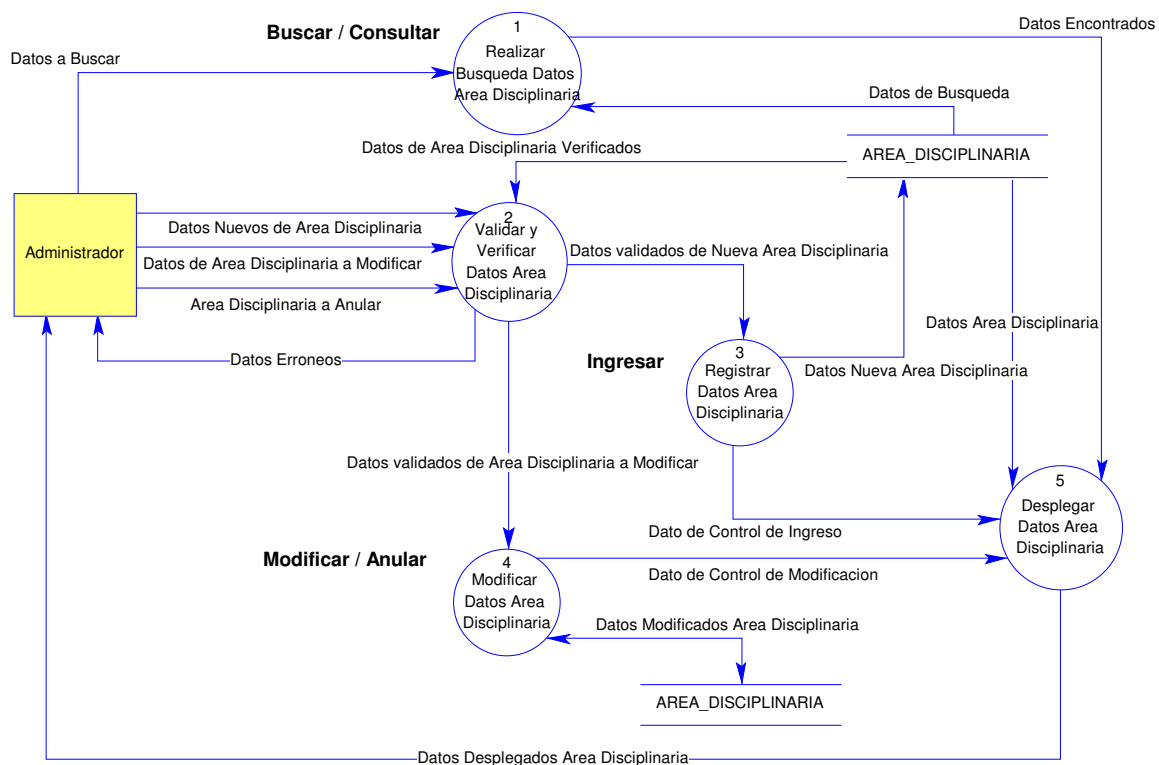 Datos Encontrados
Buscar / Consultar
1
Realizar
Busqueda Datos
Area Disciplinaria
Datos a Buscar
Datos de Busqueda
Datos de Area Disciplinaria Verificados
AREA_DISCIPLINARIA
Administrador
Datos Nuevos de Area Disciplinaria
Datos de Area Disciplinaria a Modificar
Area Disciplinaria a Anular
2
Validar y
Verificar
Datos Area
Disciplinaria
Datos validados de Nueva Area Disciplinaria
Datos Area Disciplinaria
Datos Erroneos
Ingresar
3
Registrar
Datos Area
Disciplinaria
Datos Nueva Area Disciplinaria
Datos validados de Area Disciplinaria a Modificar
5
Desplegar
Datos Area
Disciplinaria
Dato de Control de Ingreso
Modificar / Anular
4
Modificar
Datos Area
Disciplinaria
Dato de Control de Modificacion
Datos Modificados Area Disciplinaria
AREA_DISCIPLINARIA
Datos Desplegados Area Disciplinaria